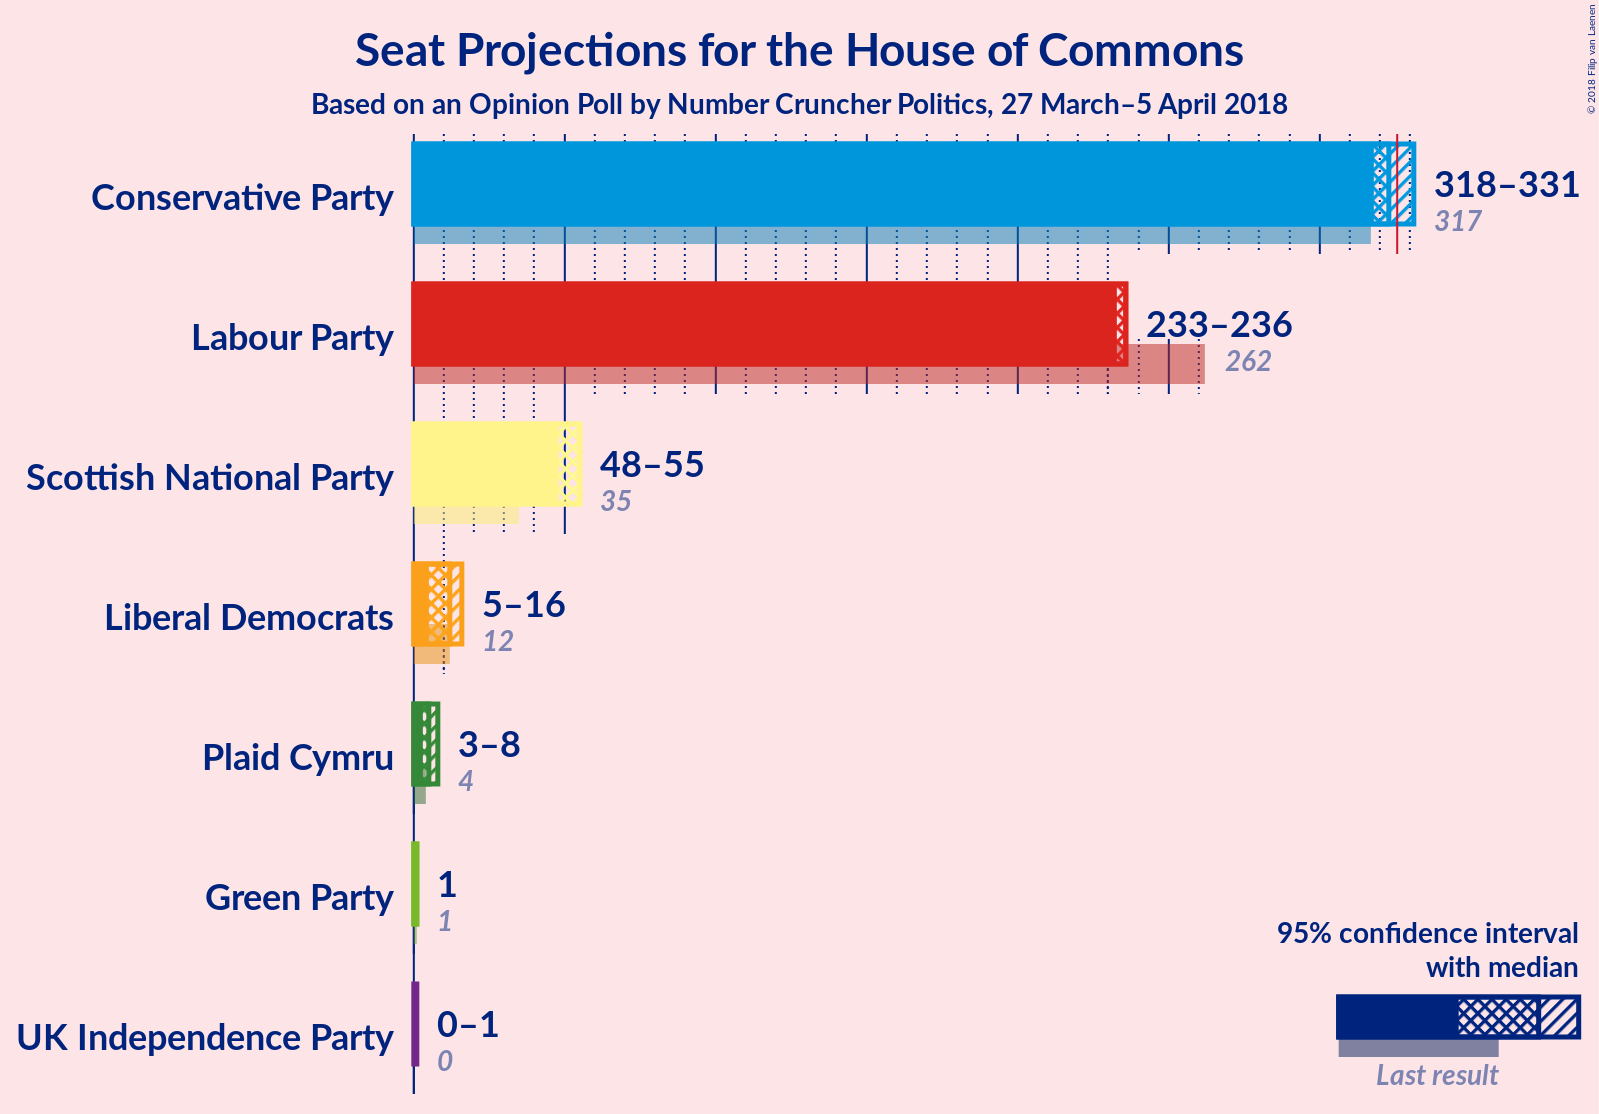 Seat Projections for the House of Commons
Based on an Opinion Poll by Number Cruncher Politics, 27 March–5 April 2018
© 2018 Filip van Laenen
Conservative Party
318–331
317
Labour Party
233–236
262
Scottish National Party
48–55
35
Liberal Democrats
5–16
12
Plaid Cymru
3–8
4
Green Party
1
1
UK Independence Party
0–1
0
95% confidence interval
with median
Last result